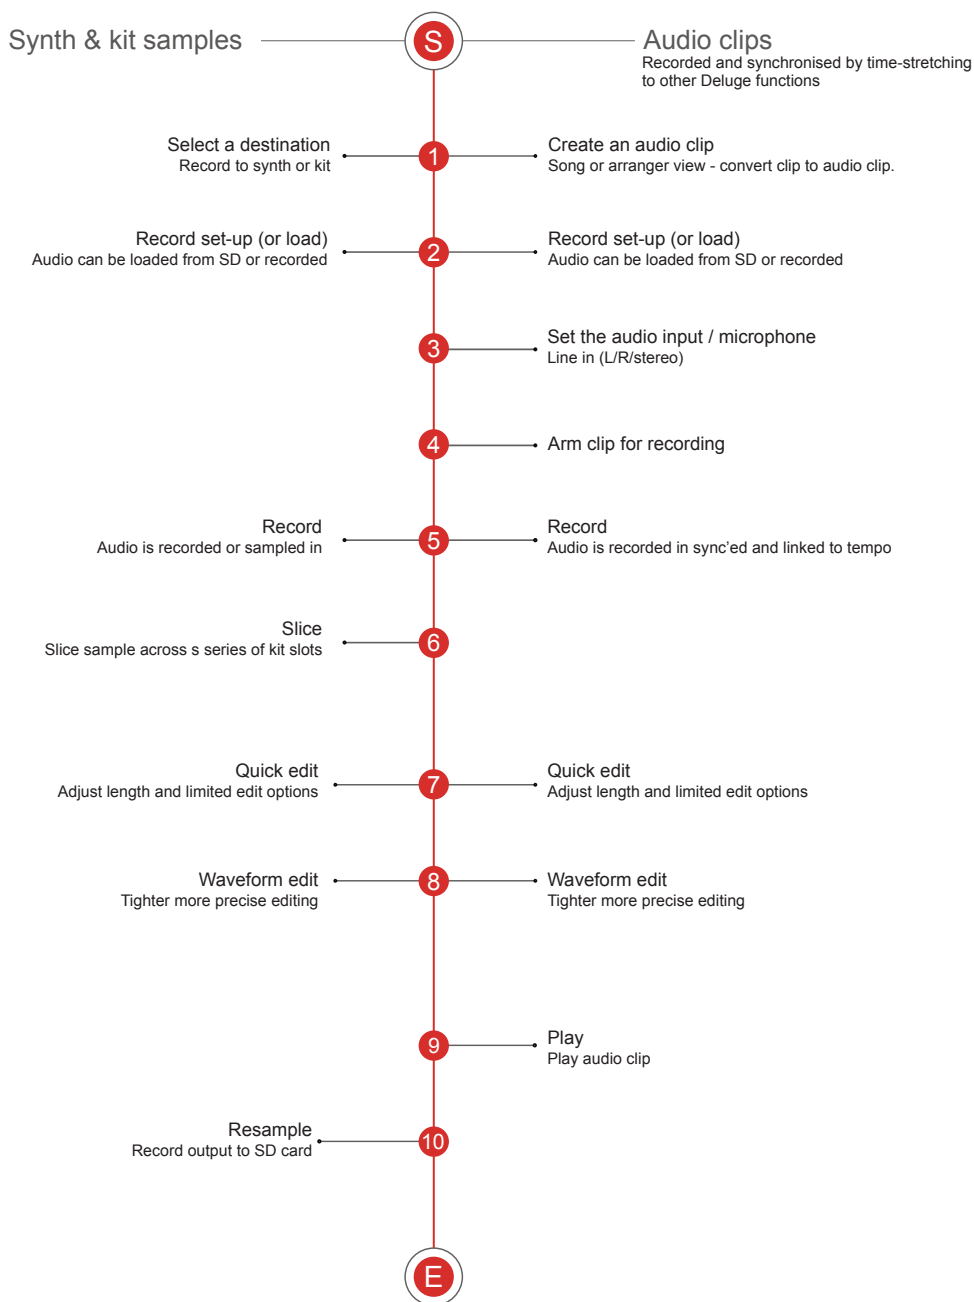 Synth & kit samples
S
Audio clips
Recorded and synchronised by time-stretching
to other Deluge functions
Select a destination
Record to synth or kit
1
Create an audio clip
Song or arranger view - convert clip to audio clip.
Record set-up (or load)
Audio can be loaded from SD or recorded
2
Record set-up (or load)
Audio can be loaded from SD or recorded
3
Set the audio input / microphone
Line in (L/R/stereo)
4
Arm clip for recording
Record
Audio is recorded or sampled in
5
Record
Audio is recorded in sync’ed and linked to tempo
Slice
Slice sample across s series of kit slots
6
Quick edit
Adjust length and limited edit options
7
Quick edit
Adjust length and limited edit options
Waveform edit
Tighter more precise editing
8
Waveform edit
Tighter more precise editing
9
Play
Play audio clip
Resample
Record output to SD card
10
E